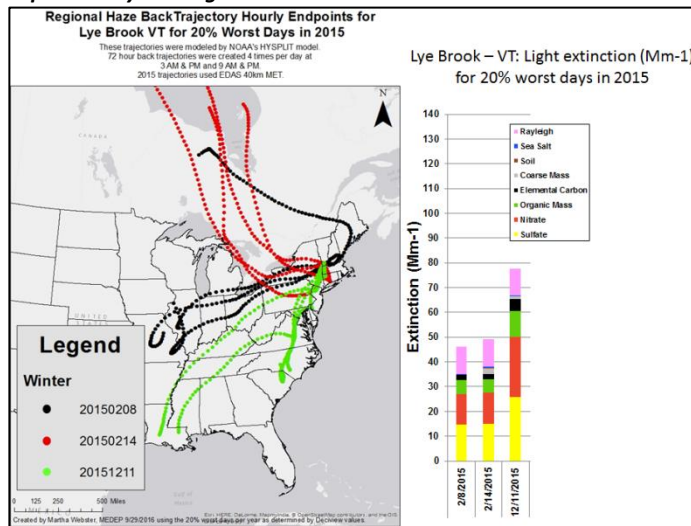 Regional Haze BackTrajectory Hourly Endpoints for
Lye Brook VT for 20% Worst Days in 2015
These trajectories were modeled by NOAA's HYSPLIT model.
72 hour back trajectories were created 4 times per day at
3 AM & PM and 9 AM & PM.
2015 trajectories used EDAS 40km MET.
N
CANADA
UNITED
STATES
Legend
Winter
20150208
20150214
20151211
0 125 250 500 Miles
Created by Martha Webster, MEDEP 9/29/2016 using the 20% worst days per year as determined by Deciview values.
Lye Brook – VT: Light extinction (Mm-1)
for 20% worst days in 2015
Extinction (Mm-1)
140
130
120
110
100
90
80
70
60
50
40
30
20
10
0
Rayleigh
Sea Salt
Soil
Coarse Mass
Elemental Carbon
Organic Mass
Nitrate
Sulfate
2/8/2015
2/14/2015
12/11/2015